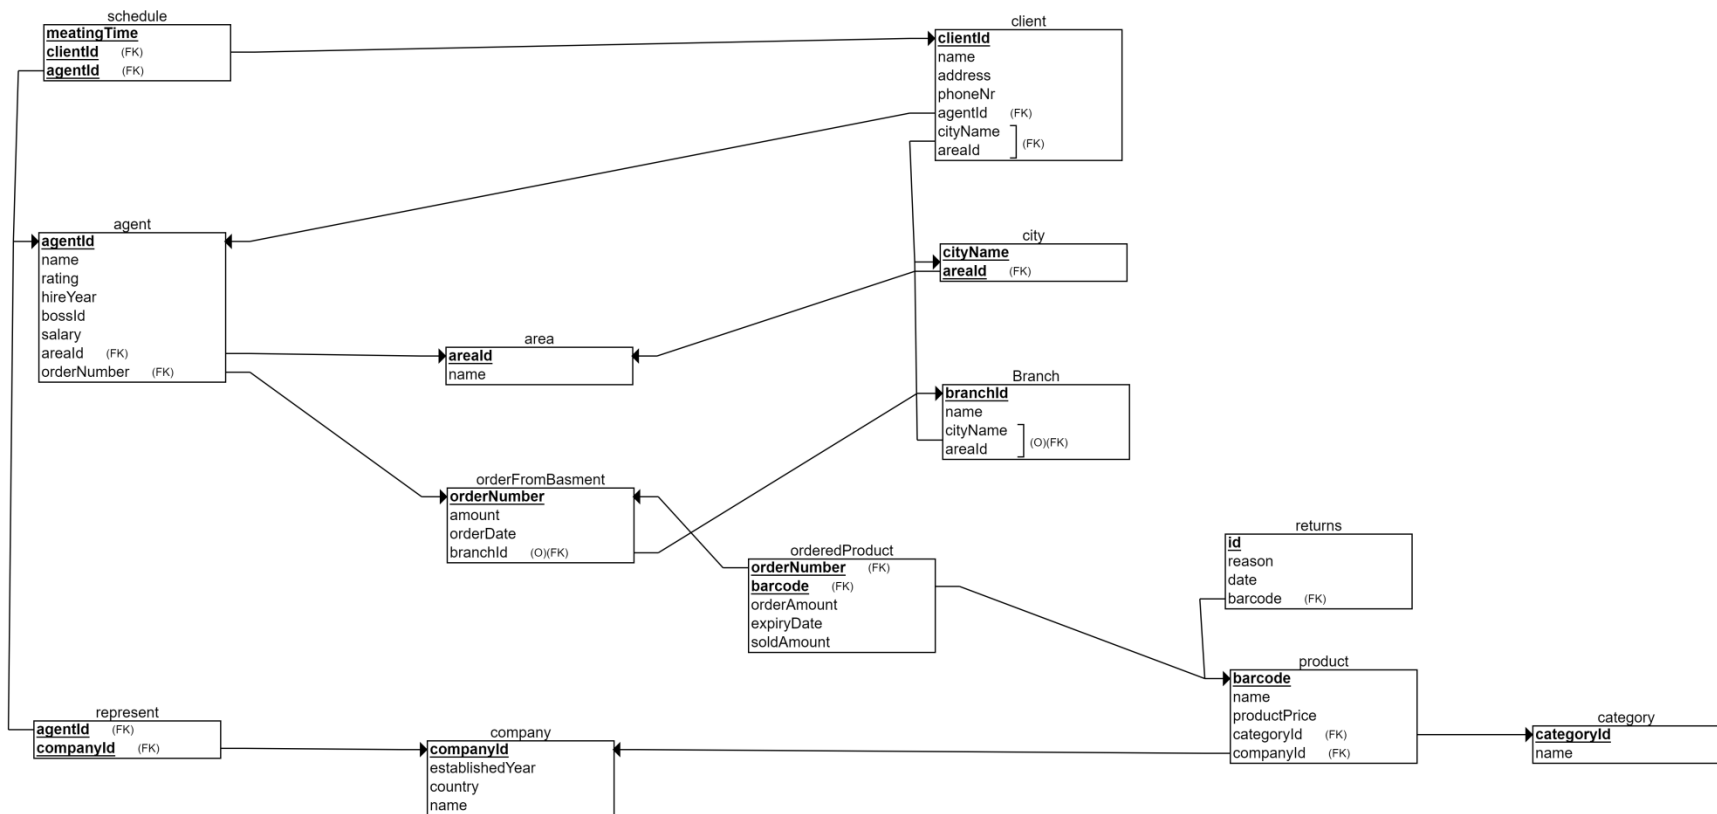 schedule
meatingTime
clientId (FK)
agentId (FK)
client
clientId
name
address
phoneNr
agentId (FK)
cityName
areaId
(FK)
agent
agentId
name
rating
hireYear
bossId
salary
areaId (FK)
orderNumber (FK)
city
cityName
areaId (FK)
area
areaId
name
Branch
branchId
name
cityName
areaId
(O)(FK)
orderFromBasment
orderNumber
amount
orderDate
branchId (O)(FK)
orderedProduct
orderNumber (FK)
barcode (FK)
orderAmount
expiryDate
soldAmount
returns
id
reason
date
barcode (FK)
product
barcode
name
productPrice
categoryId (FK)
companyId (FK)
category
categoryId
name
represent
agentId (FK)
companyId (FK)
company
companyId
establishedYear
country
name